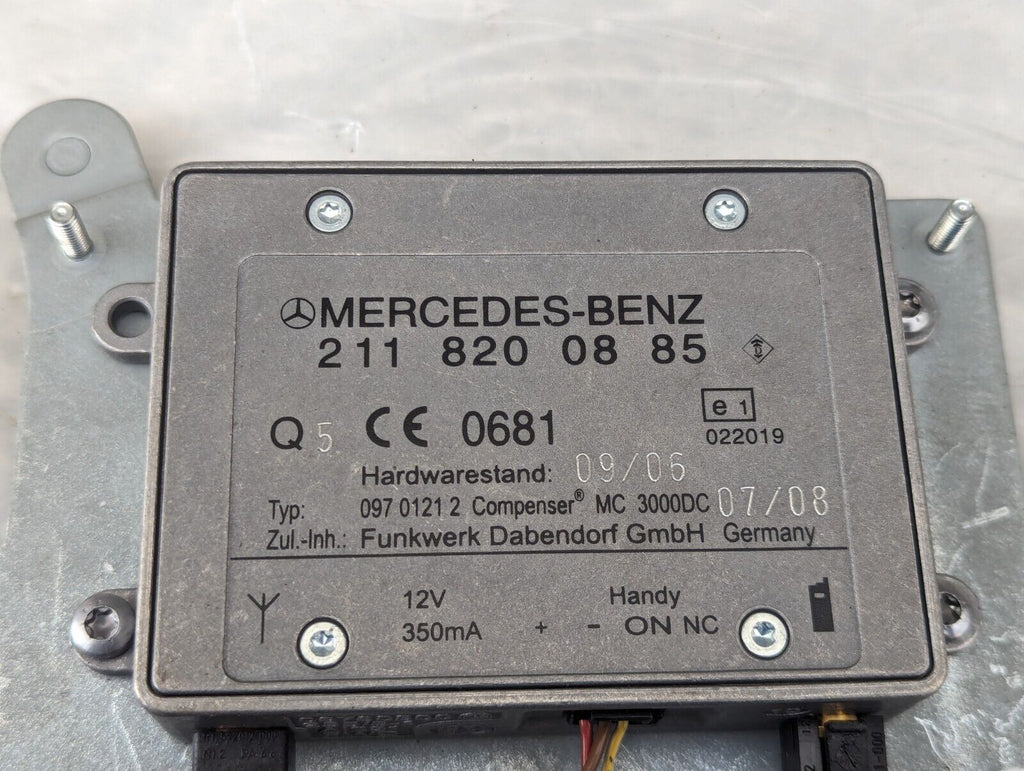 MERCEDES-BENZ
211 820 08 85
Q 5 CE 0681
e 1
022019
Hardwarestand: 09/06
Typ: 097 0121 2 Compenser® MC 3000DC 07/08
Zul.-Inh.: Funkwerk Dabendorf GmbH Germany
12V Handy
350mA + - ON NC